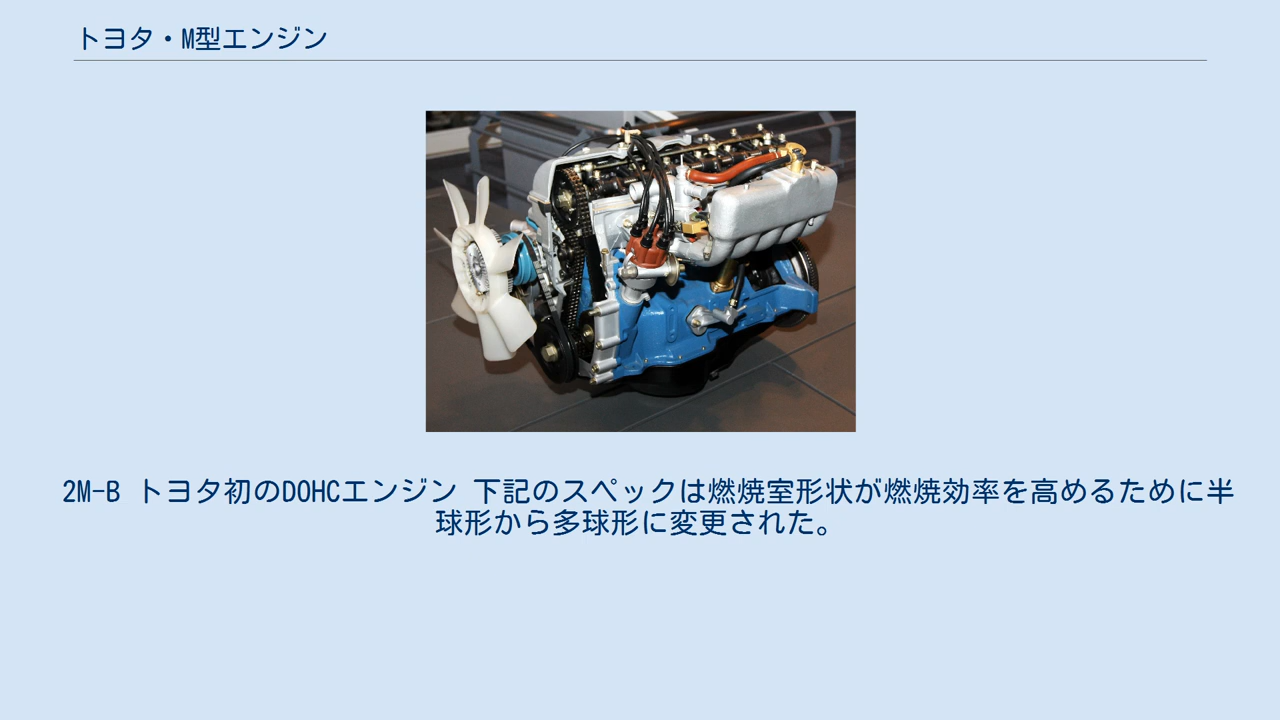 トヨタ・M型エンジン
2M-B トヨタ初のDOHCエンジン 下記のスペックは燃焼室形状が燃焼効率を高めるために半
球形から多球形に変更された。